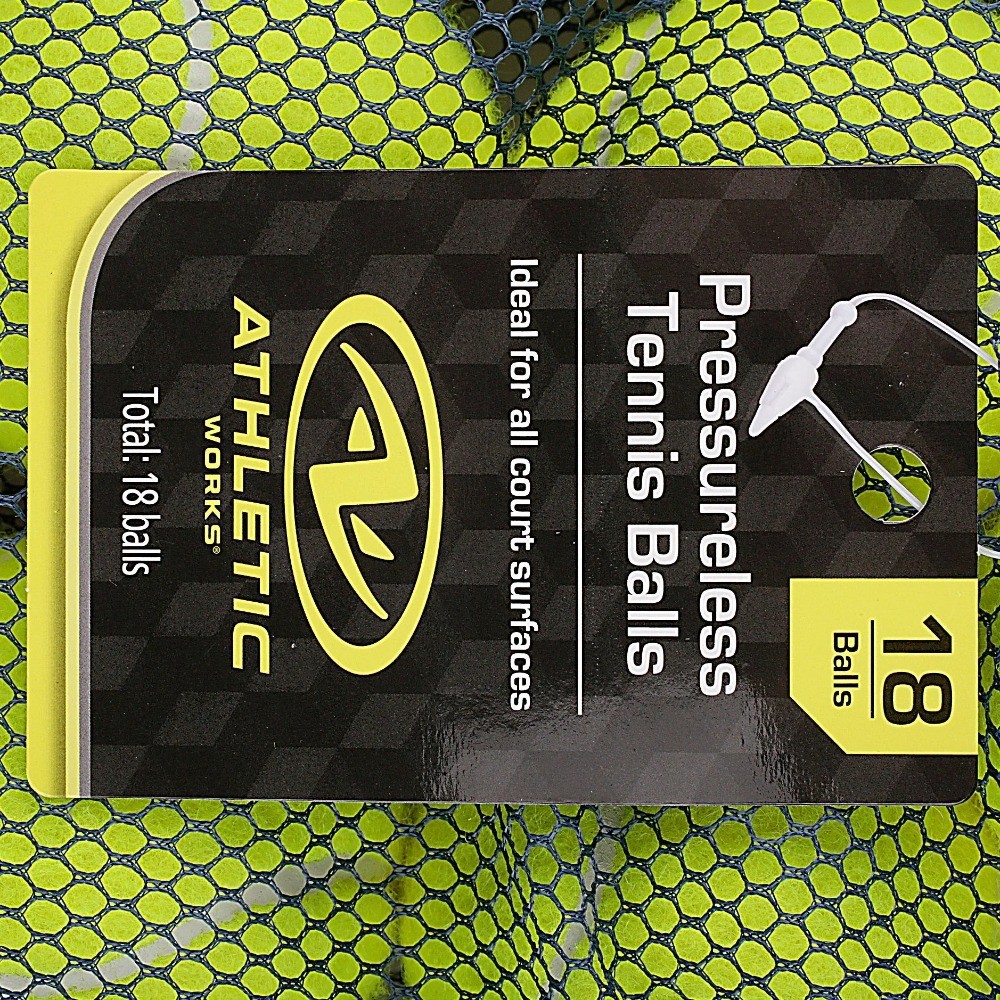 18
Balls
Pressureless
Tennis Balls
Ideal for all court surfaces
ATHLETIC
WORKS®
Total: 18 balls